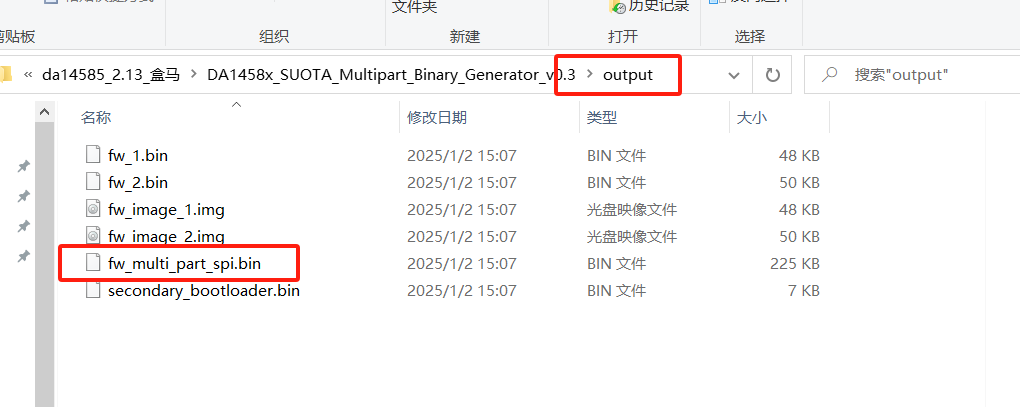 文件夹
历史记录
剪贴板
组织
新建
打开
选择
« da14585_2.13_盒马 > DA1458x_SUOTA_Multipart_Binary_Generator_v0.3 > output
搜索"output"
名称 修改日期 类型 大小
fw_1.bin 2025/1/2 15:07 BIN 文件 48 KB
fw_2.bin 2025/1/2 15:07 BIN 文件 50 KB
fw_image_1.img 2025/1/2 15:07 光盘映像文件 48 KB
fw_image_2.img 2025/1/2 15:07 光盘映像文件 50 KB
fw_multi_part_spi.bin 2025/1/2 15:07 BIN 文件 225 KB
secondary_bootloader.bin 2025/1/2 15:07 BIN 文件 7 KB